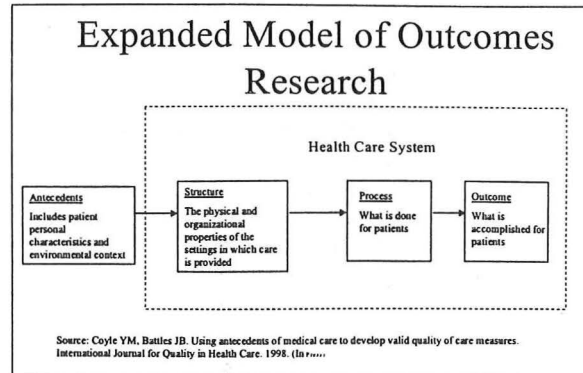 Expanded Model of Outcomes
Research
Health Care System
Antecedents
Includes patient
personal
characteristics and
environmental context
Structure
The physical and
organizational
properties of the
settings in which care
is provided
Process
What is done
for patients
Outcome
What is
accomplished for
patients
Source: Coyle YM, Battles JB. Using antecedents of medical care to develop valid quality of care measures.
International Journal for Quality in Health Care. 1998. (In